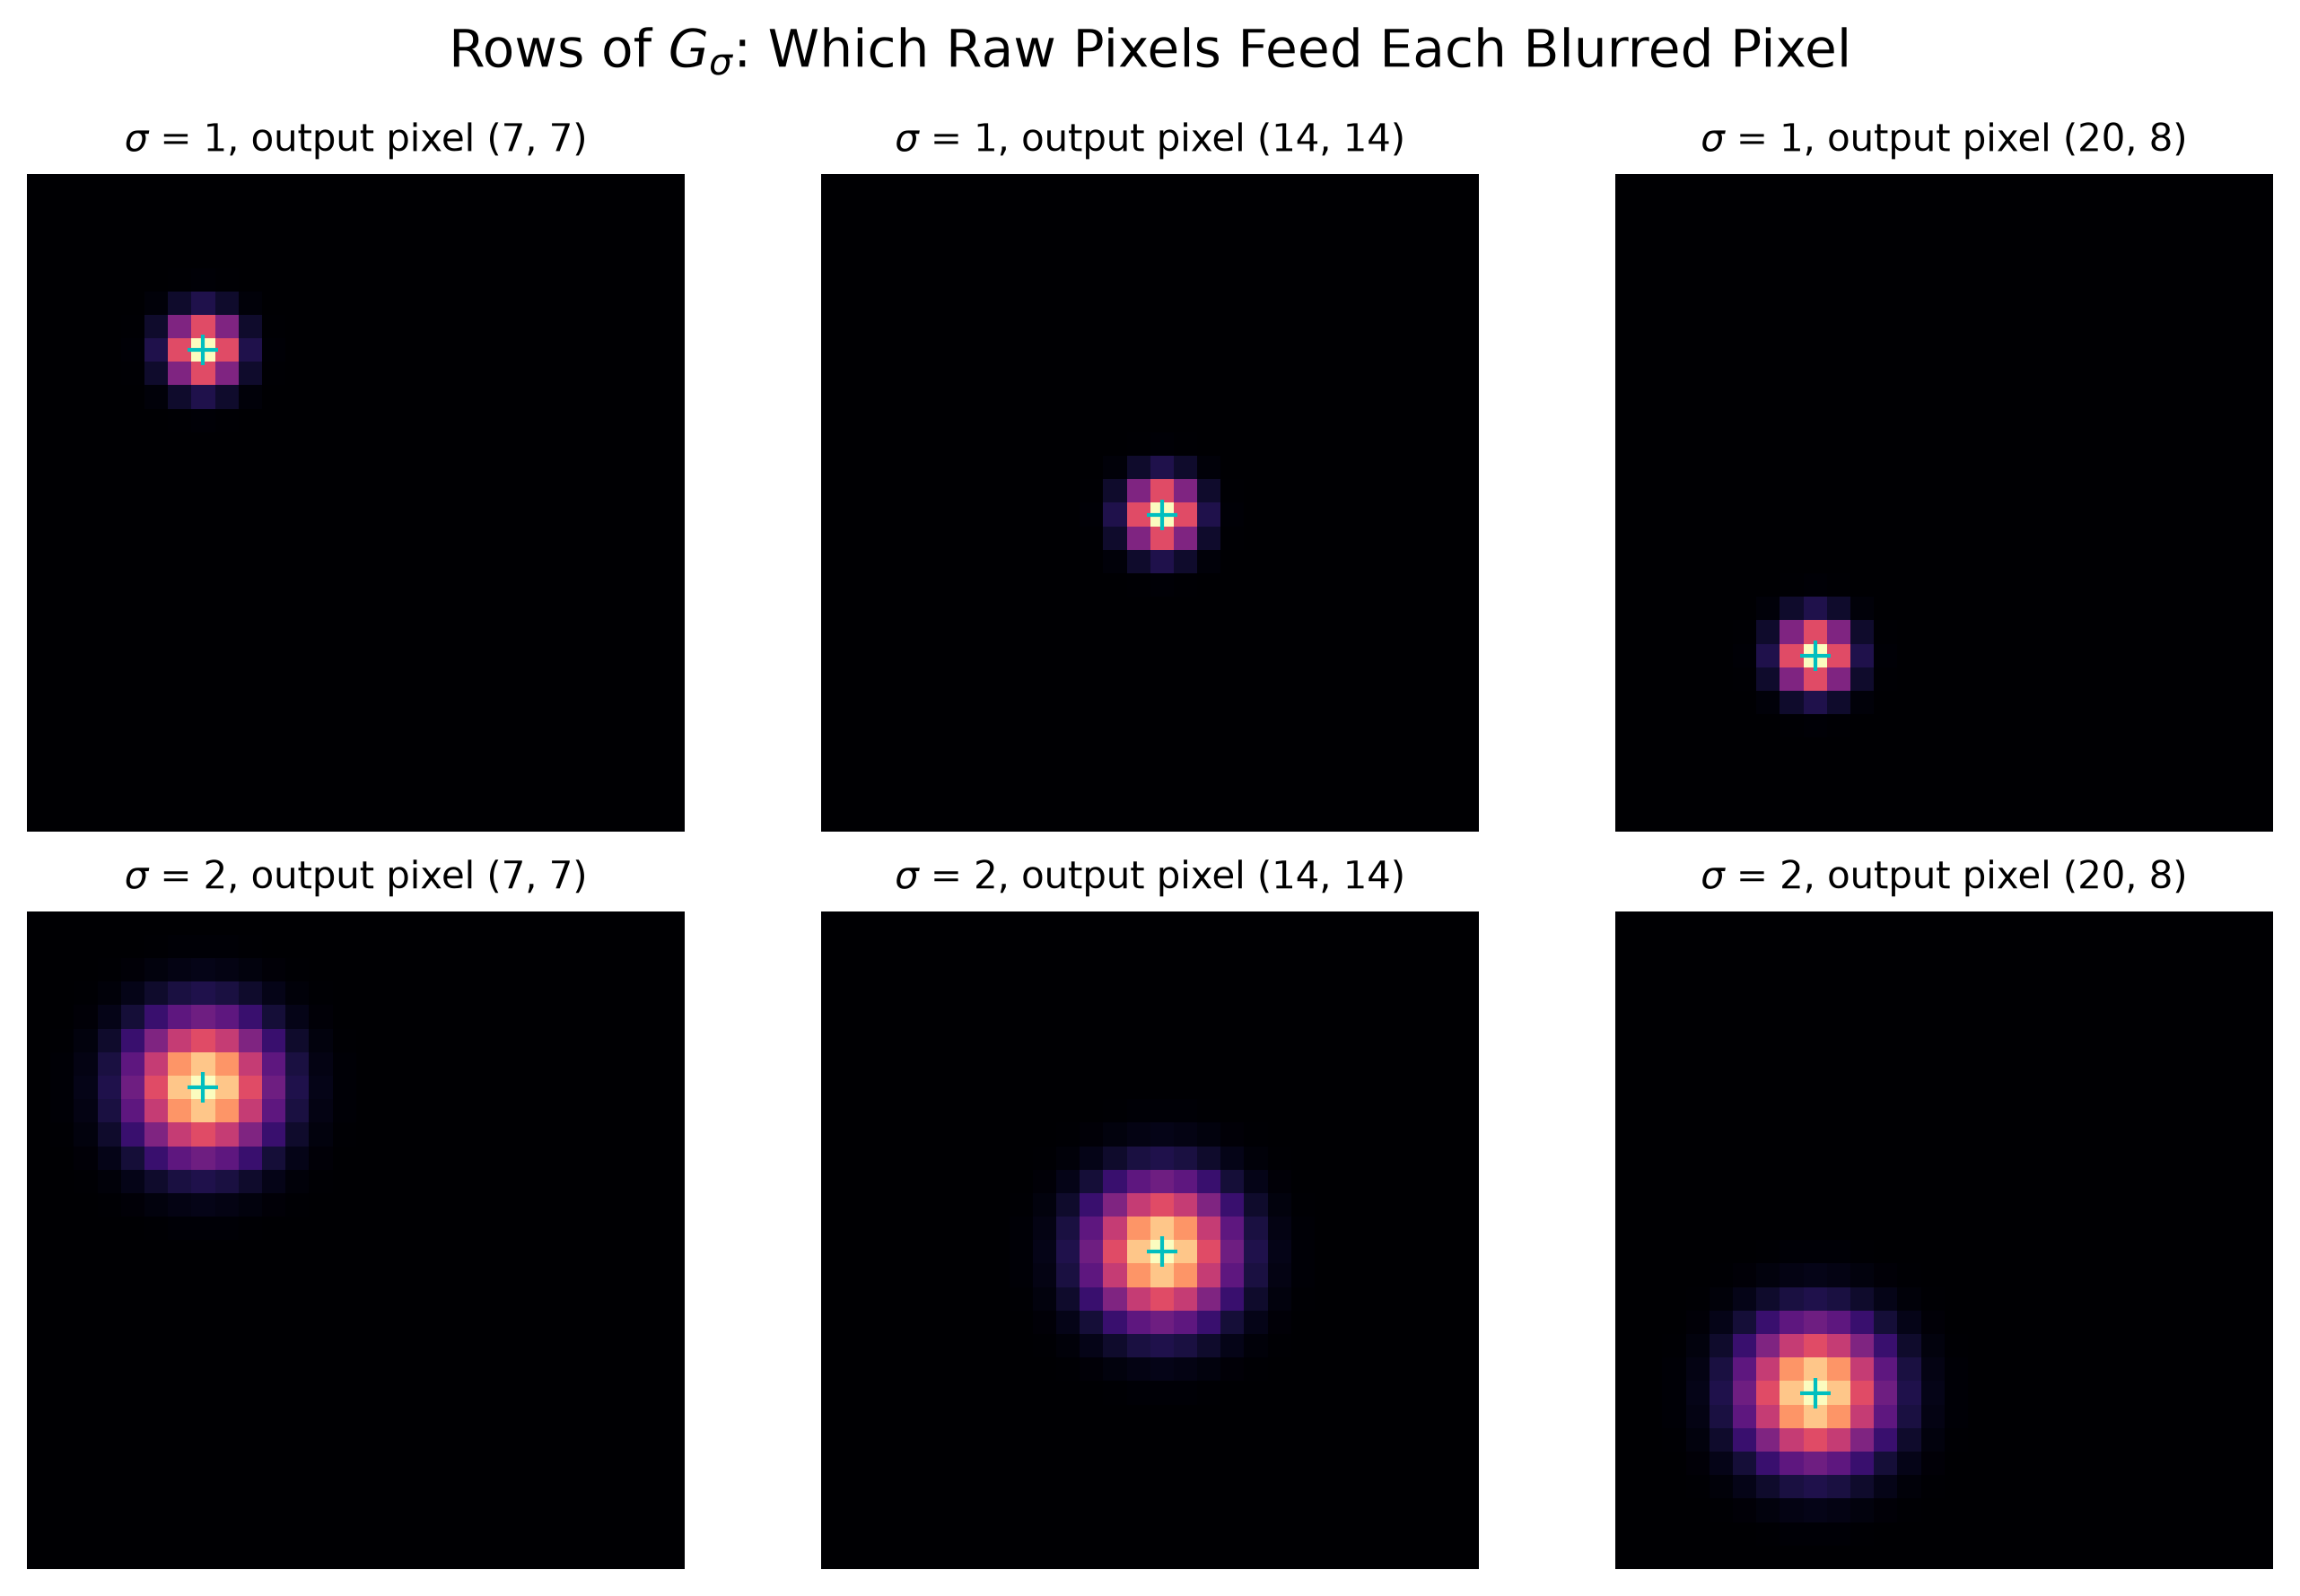 Rows of Gσ: Which Raw Pixels Feed Each Blurred Pixel
σ = 1, output pixel (7, 7)
σ = 1, output pixel (14, 14)
σ = 1, output pixel (20, 8)
σ = 2, output pixel (7, 7)
σ = 2, output pixel (14, 14)
σ = 2, output pixel (20, 8)